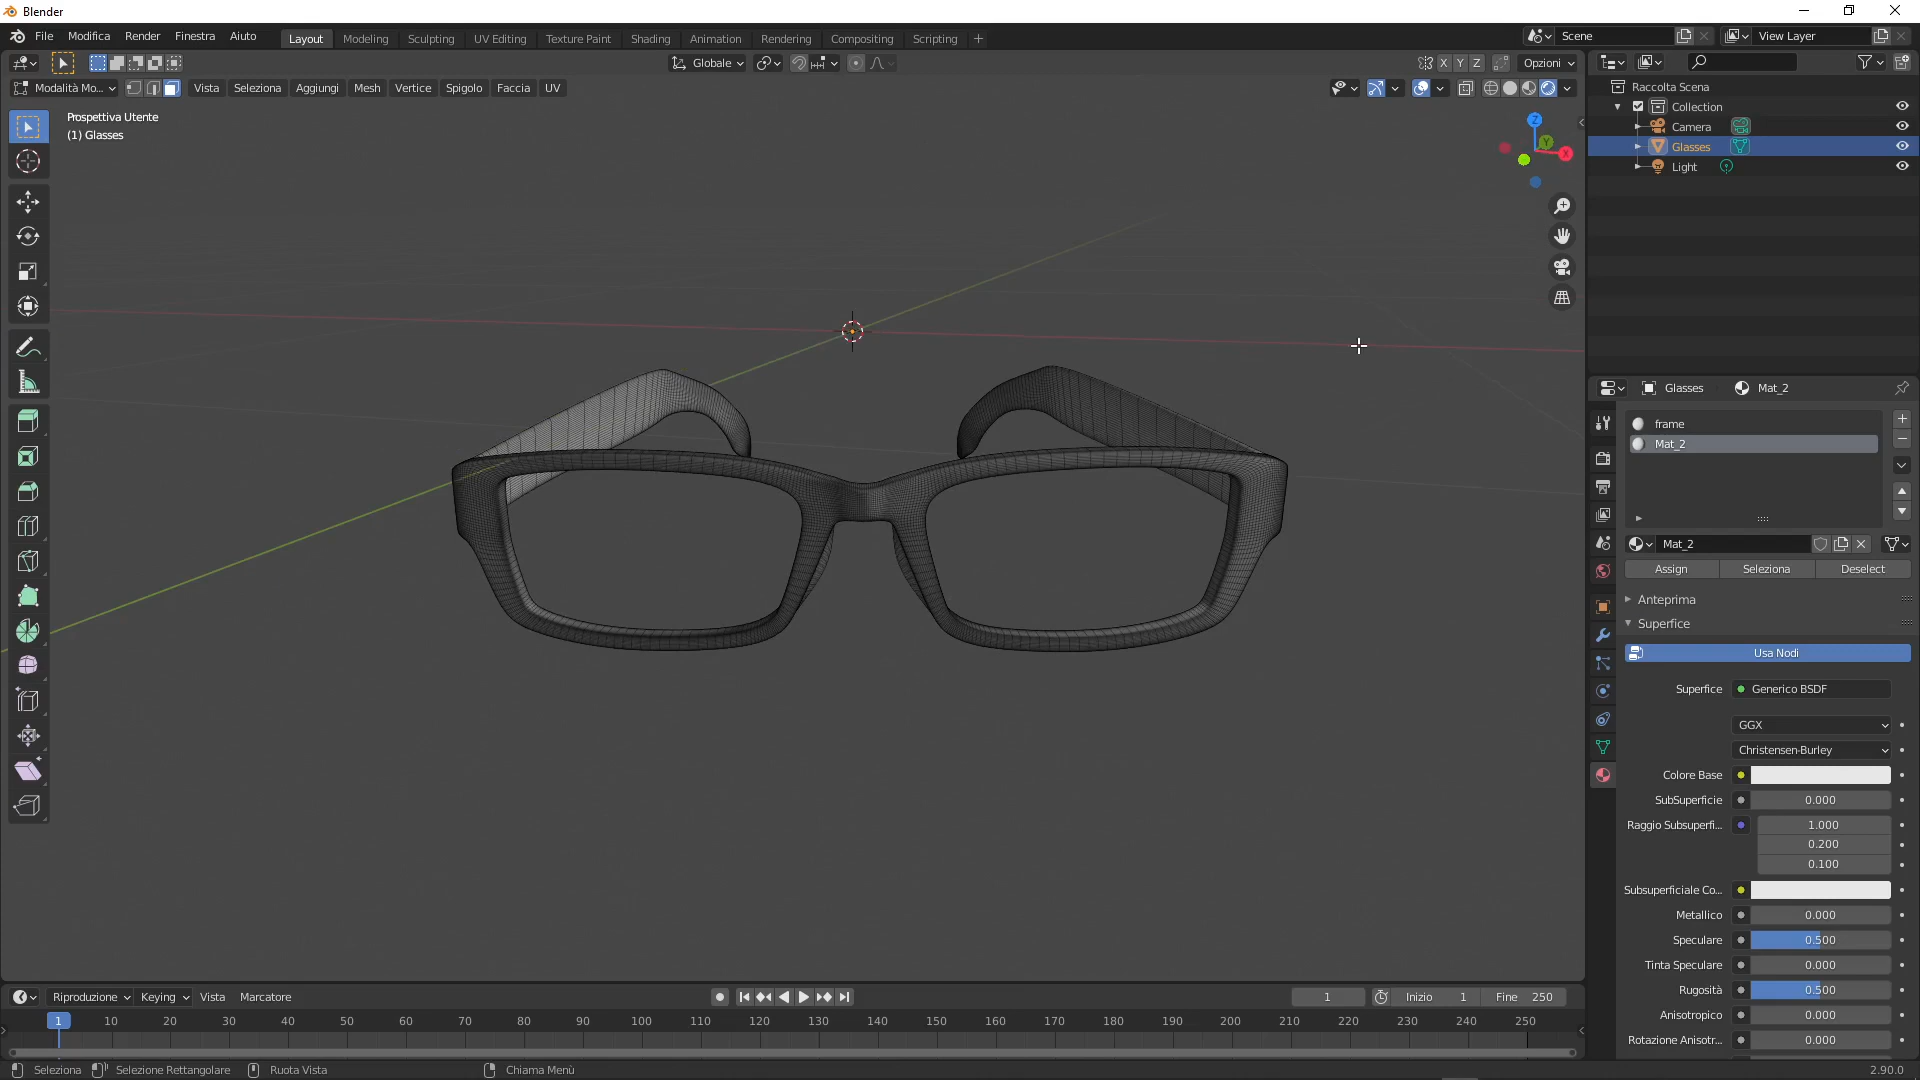 Blender
File Modifica Render Finestra Aiuto Layout Modeling Sculpting UV Editing Texture Paint Shading Animation Rendering Compositing Scripting + Scene View Layer
Globale X Y Z Opzioni
Modalità Mo... Vista Seleziona Aggiungi Mesh Vertice Spigolo Faccia UV
Prospettiva Utente
(1) Glasses
Z
Y
X
Raccolta Scena
Collection
Camera
Glasses
Light
Glasses Mat_2
frame
Mat_2
Mat_2
Assign Seleziona Deselect
Anteprima
Superfice
Usa Nodi
Superfice Generico BSDF
GGX
Christensen-Burley
Colore Base
SubSuperficie 0.000
Raggio Subsuperfi... 1.000
0.200
0.100
Subsuperficiale Co...
Metallico 0.000
Speculare 0.500
Tinta Speculare 0.000
Rugosità 0.500
Anisotropico 0.000
Rotazione Anisotr... 0.000
Riproduzione Keying Vista Marcatore 1 Inizio 1 Fine 250
1 10 20 30 40 50 60 70 80 90 100 110 120 130 140 150 160 170 180 190 200 210 220 230 240 250
Seleziona Selezione Rettangolare Ruota Vista Chiama Menù 2.90.0